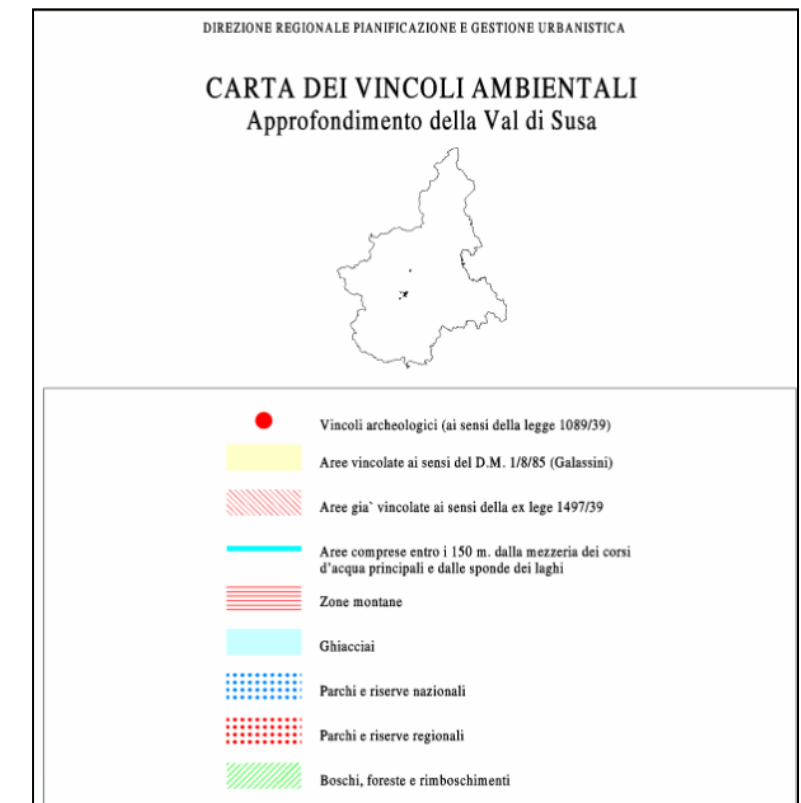 DIREZIONE REGIONALE PIANIFICAZIONE E GESTIONE URBANISTICA
CARTA DEI VINCOLI AMBIENTALI
Approfondimento della Val di Susa
Vincoli archeologici (ai sensi della legge 1089/39)
Aree vincolate ai sensi del D.M. 1/8/85 (Galassini)
Aree gia` vincolate ai sensi della ex lege 1497/39
Aree comprese entro i 150 m. dalla mezzeria dei corsi
d'acqua principali e dalle sponde dei laghi
Zone montane
Ghiacciai
Parchi e riserve nazionali
Parchi e riserve regionali
Boschi, foreste e rimboschimenti